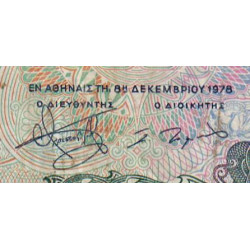 ΕΝ ΑΘΗΝΑΙΣ ΤΗ, 8Η ΔΕΚΕΜΒΡΙΟΥ 1978
Ο ΔΙΕΥΘΥΝΤΗΣ Ο ΔΙΟΙΚΗΤΗΣ